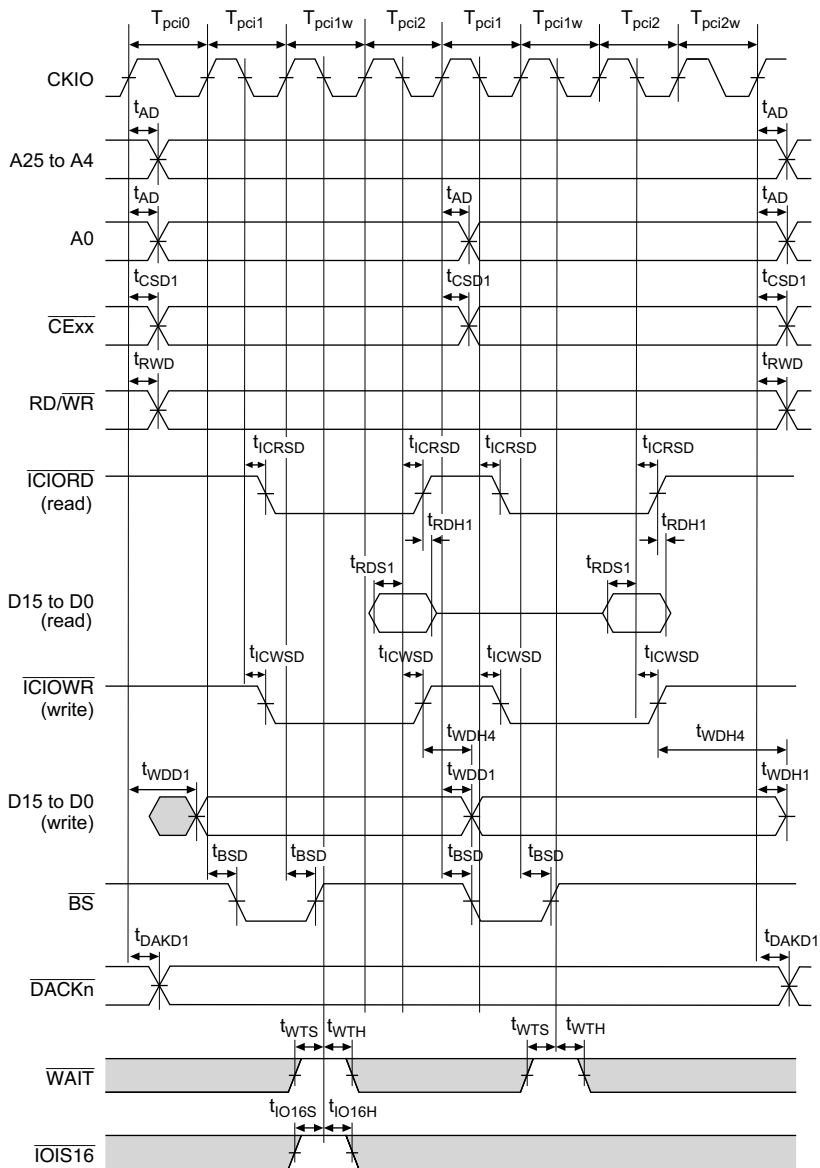 Tpci0 Tpci1 Tpci1w Tpci2 Tpci1 Tpci1w Tpci2 Tpci2w
CKIO
tAD tAD
A25 to A4
tAD tAD tAD
A0
tCSD1 tCSD1 tCSD1
CExx
tRWD tRWD
RD/WR
tICRSD tICRSD tICRSD tICRSD
ICIORD
(read)
tRDH1 tRDH1
tRDS1 tRDS1
D15 to D0
(read)
tICWSD tICWSD tICWSD tICWSD
ICIOWR
(write)
tWDH4 tWDH4
tWDD1 tWDD1 tWDH1
D15 to D0
(write)
tBSD tBSD tBSD tBSD
BS
tDAKD1 tDAKD1
DACKn
tWTS tWTH tWTS tWTH
WAIT
tIO16S tIO16H
IOIS16